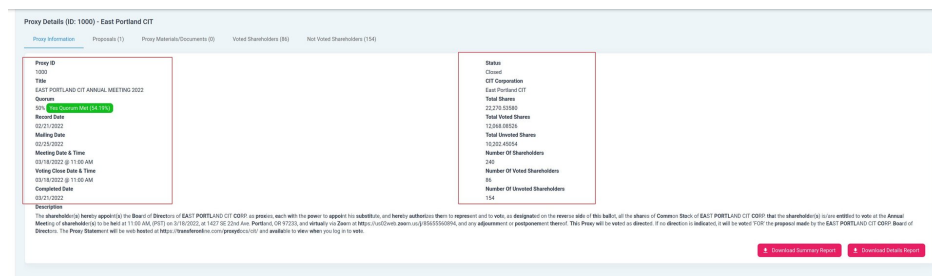 Proxy Details (ID: 1000) - East Portland CIT
Proxy Information Proposals (1) Proxy Materials/Documents (0) Voted Shareholders (86) Not Voted Shareholders (154)
Proxy ID
1000
Title
EAST PORTLAND CIT ANNUAL MEETING 2022
Quorum
50% Yes Quorum Met (54.19%)
Record Date
02/21/2022
Mailing Date
02/25/2022
Meeting Date & Time
03/18/2022 @ 11:00 AM
Voting Close Date & Time
03/18/2022 @ 11:00 AM
Completed Date
03/21/2022
Status
Closed
CIT Corporation
East Portland CIT
Total Shares
22,270.53580
Total Voted Shares
12,068.08526
Total Unvoted Shares
10,202.45054
Number Of Shareholders
240
Number Of Voted Shareholders
86
Number Of Unvoted Shareholders
154
Description
The shareholder(s) hereby appoint(s) the Board of Directors of EAST PORTLAND CIT CORP. so proxies, each with the power to appoint his substitute, and hereby authorizes them to represent and to vote, as designated on the reverse side of this ballot, all the shares of Common Stock of EAST PORTLAND CIT CORP. that the shareholder(s) is/are entitled to vote at the Annual
Meeting of shareholder(s) to be held at 11:00 AM, (PST) on 3/18/2022, at 1427 SE 22nd Ave. Portland, OR 97233, and virtually via Zoom at https://us02web.zoom.us/j/85655560894, and any adjournment or postponement thereof. This Proxy will be voted as directed. If no direction is indicated, it will be voted 'FOR' the proposal made by the EAST PORTLAND CIT CORP. Board of
Directors. The Proxy Statement will be web hosted at https://transferonline.com/proxydocs/cit/ and available to view when you log in to vote.
Download Summary Report Download Details Report